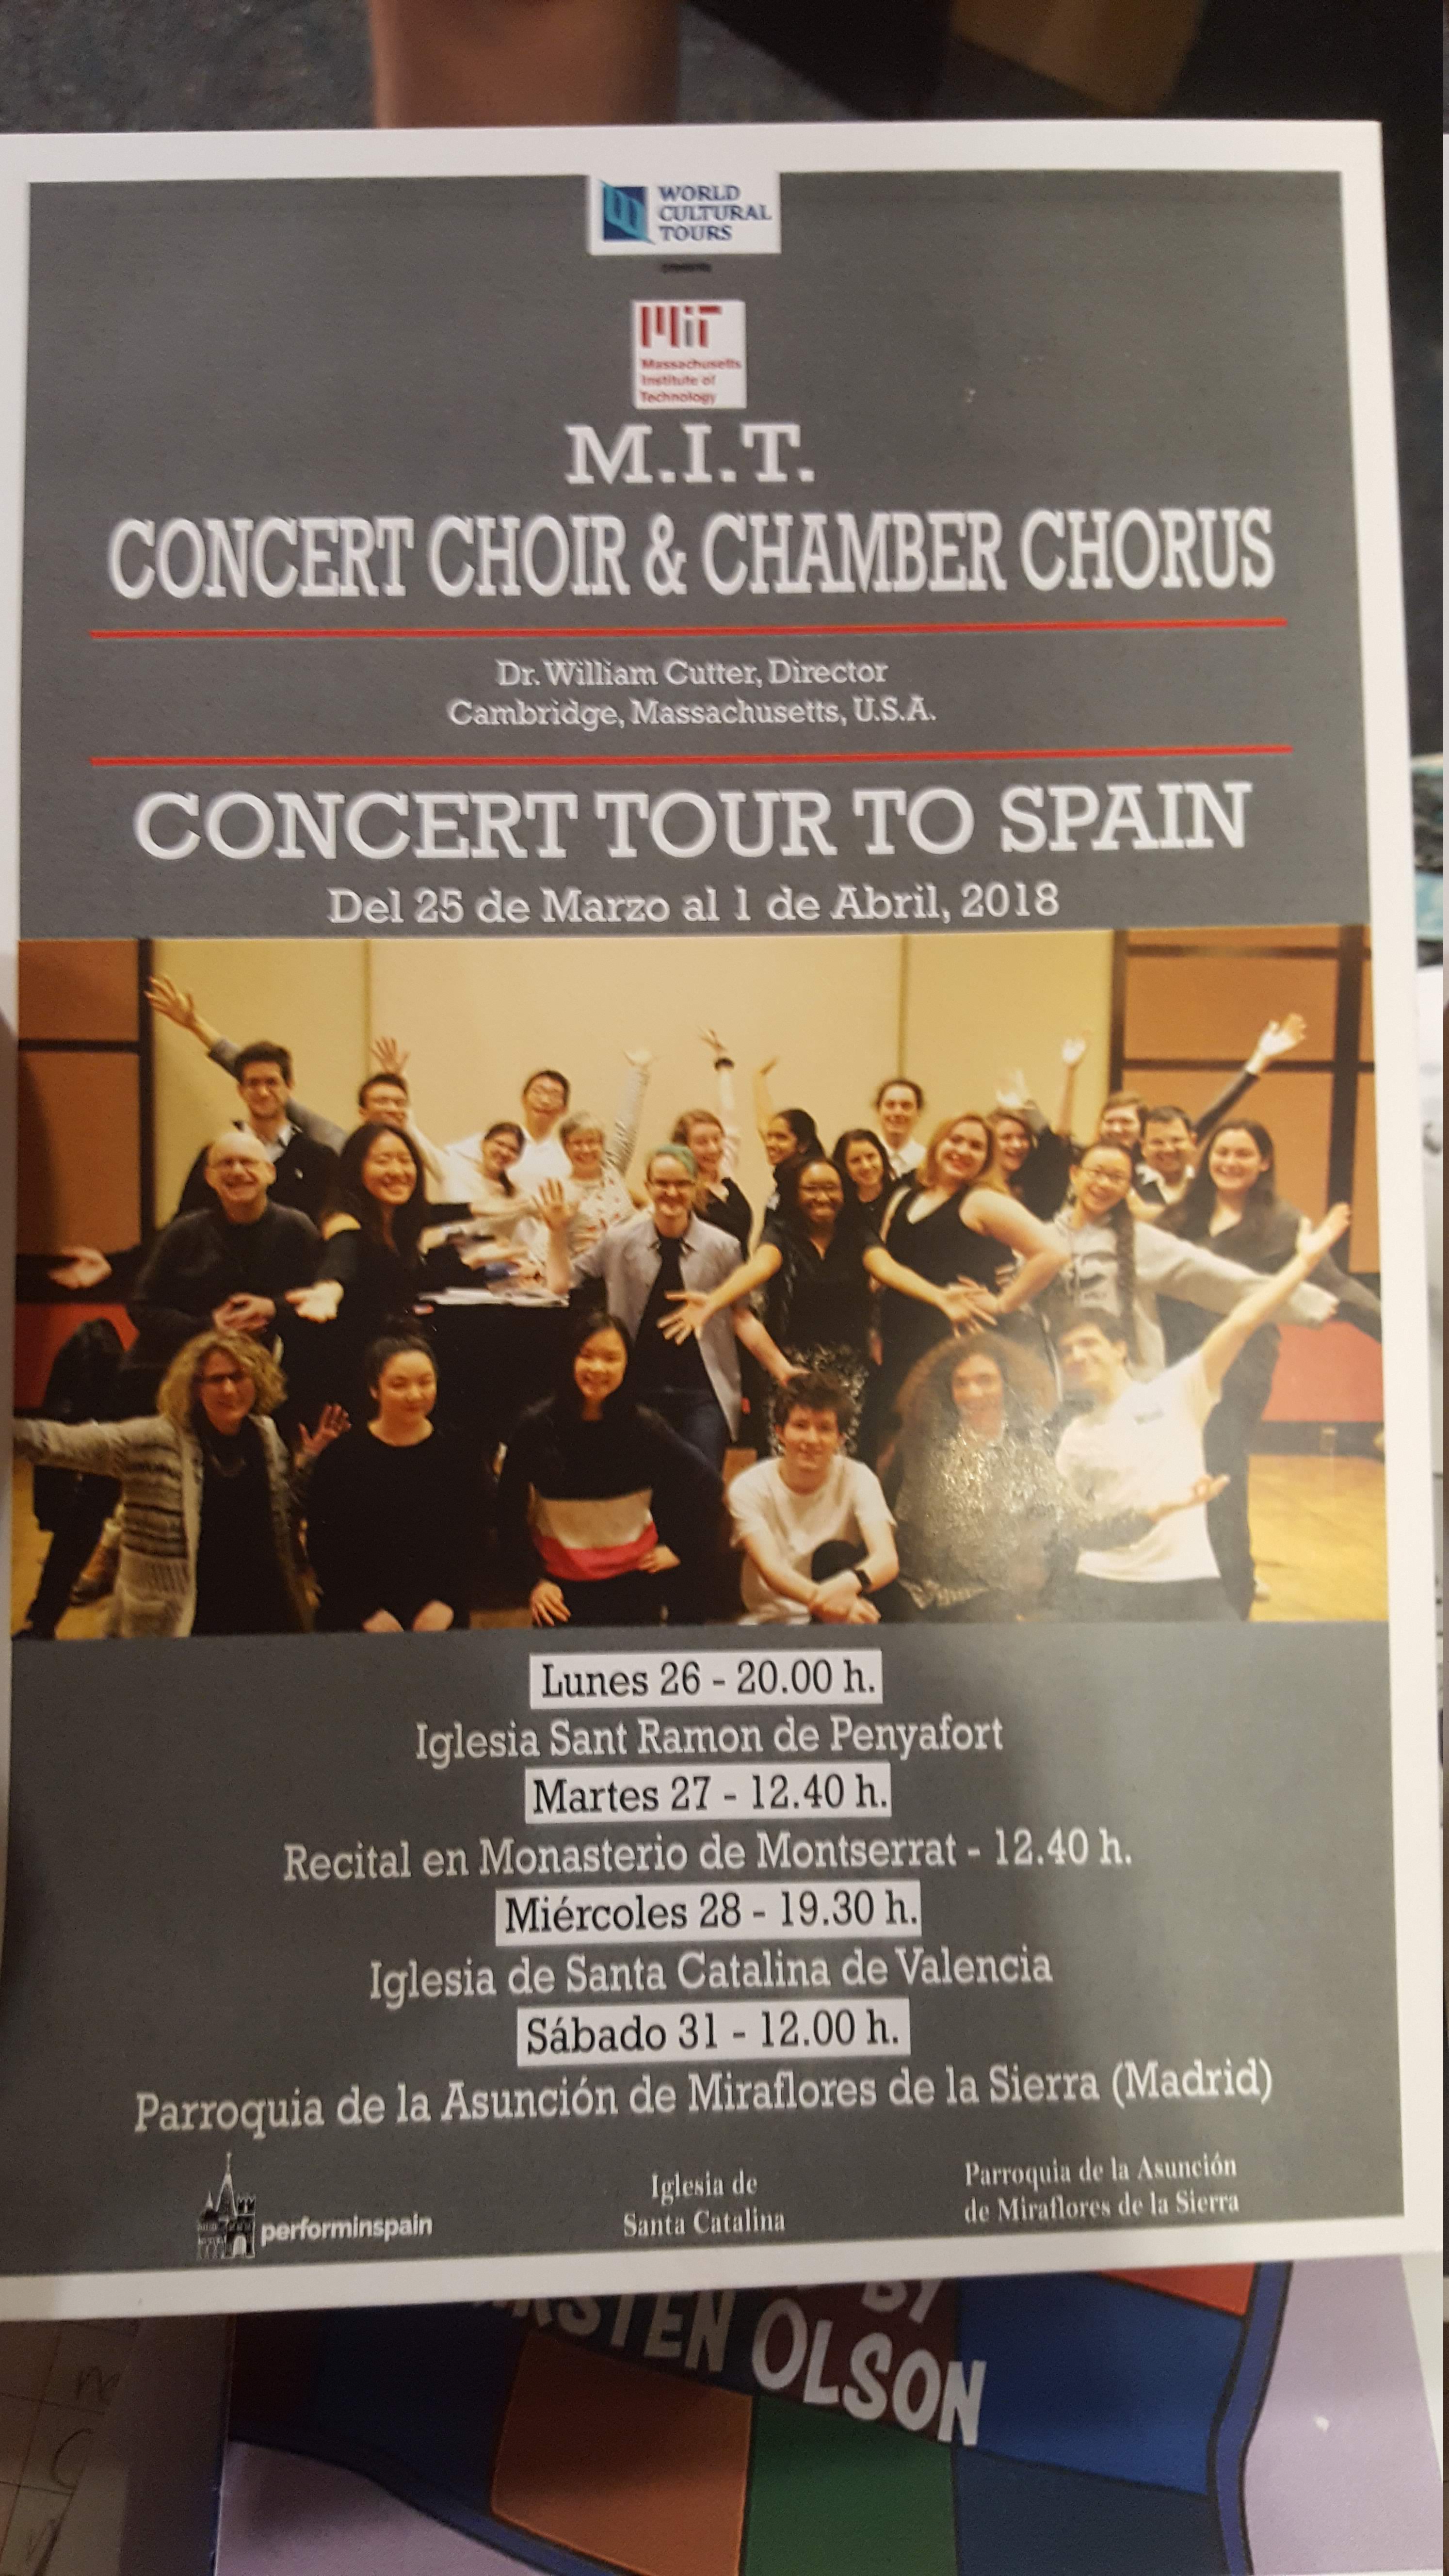 WORLD
CULTURAL
TOURS
MiT
Massachusetts
Institute of
Technology
M.I.T.
CONCERT CHOIR & CHAMBER CHORUS
Dr. William Cutter, Director
Cambridge, Massachusetts, U.S.A.
CONCERT TOUR TO SPAIN
Del 25 de Marzo al 1 de Abril, 2018
Lunes 26 - 20.00 h.
Iglesia Sant Ramon de Penyafort
Martes 27 - 12.40 h.
Recital en Monasterio de Montserrat - 12.40 h.
Miércoles 28 - 19.30 h.
Iglesia de Santa Catalina de Valencia
Sábado 31 - 12.00 h.
Parroquia de la Asunción de Miraflores de la Sierra (Madrid)
performinspain
Iglesia de
Santa Catalina
Parroquia de la Asunción
de Miraflores de la Sierra
BY
OLSON